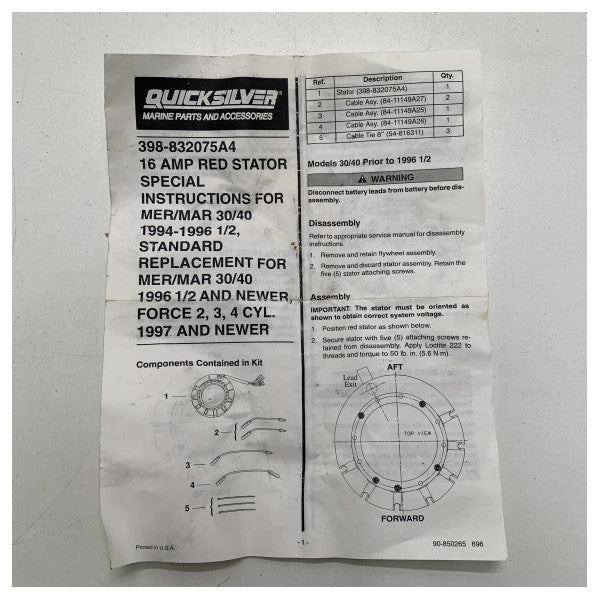 QUICKSILVER®
MARINE PARTS AND ACCESSORIES
398-832075A4
16 AMP RED STATOR
SPECIAL
INSTRUCTIONS FOR
MER/MAR 30/40
1994-1996 1/2,
STANDARD
REPLACEMENT FOR
MER/MAR 30/40
1996 1/2 AND NEWER,
FORCE 2, 3, 4 CYL.
1997 AND NEWER
Components Contained in Kit
1
2
3
4
5
Printed in U.S.A.
Ref. Description Qty.
1 Stator (398-832075A4) 1
2 Cable Asy. (84-11149A27) 2
3 Cable Asy. (84-11149A25) 1
4 Cable Asy. (84-11149A26) 1
5 Cable Tie 8" (54-816311) 3
Models 30/40 Prior to 1996 1/2
WARNING
Disconnect battery leads from battery before dis-
assembly.
Disassembly
Refer to appropriate service manual for disassembly
instructions.
1. Remove and retain flywheel assembly.
2. Remove and discard stator assembly. Retain the
five (5) stator attaching screws.
Assembly
IMPORTANT: The stator must be oriented as
shown to obtain correct system voltage.
1. Position red stator as shown below.
2. Secure stator with five (5) attaching screws re-
tained from disassembly. Apply Loctite 222 to
threads and torque to 50 lb. in. (5.6 N·m).
AFT
Lead
Exit
TOP VIEW
FORWARD
-1-
90-850265 696